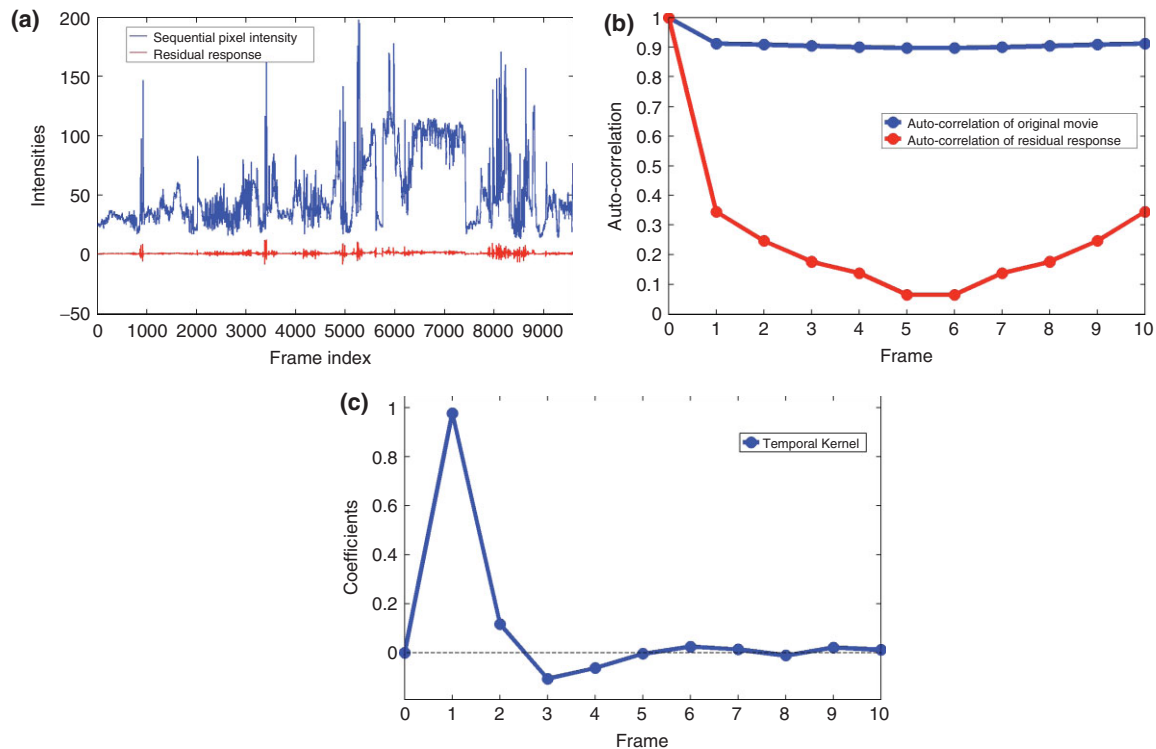 (a)
200
150
100
50
0
−50
Intensities
Sequential pixel intensity
Residual response
0 1000 2000 3000 4000 5000 6000 7000 8000 9000
Frame index
(b)
1
0.9
0.8
0.7
0.6
0.5
0.4
0.3
0.2
0.1
0
Auto-correlation
Auto-correlation of original movie
Auto-correlation of residual response
0 1 2 3 4 5 6 7 8 9 10
Frame
(c)
1
0.8
0.6
0.4
0.2
0
Coefficients
Temporal Kernel
0 1 2 3 4 5 6 7 8 9 10
Frame